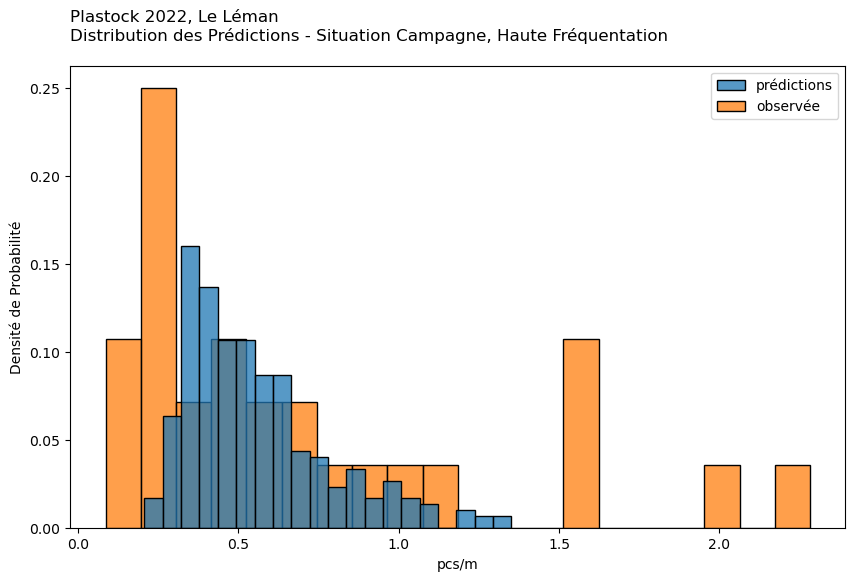 Plastock 2022, Le Léman
Distribution des Prédictions - Situation Campagne, Haute Fréquentation
prédictions
observée
Densité de Probabilité
0.25
0.20
0.15
0.10
0.05
0.00
0.0 0.5 1.0 1.5 2.0
pcs/m